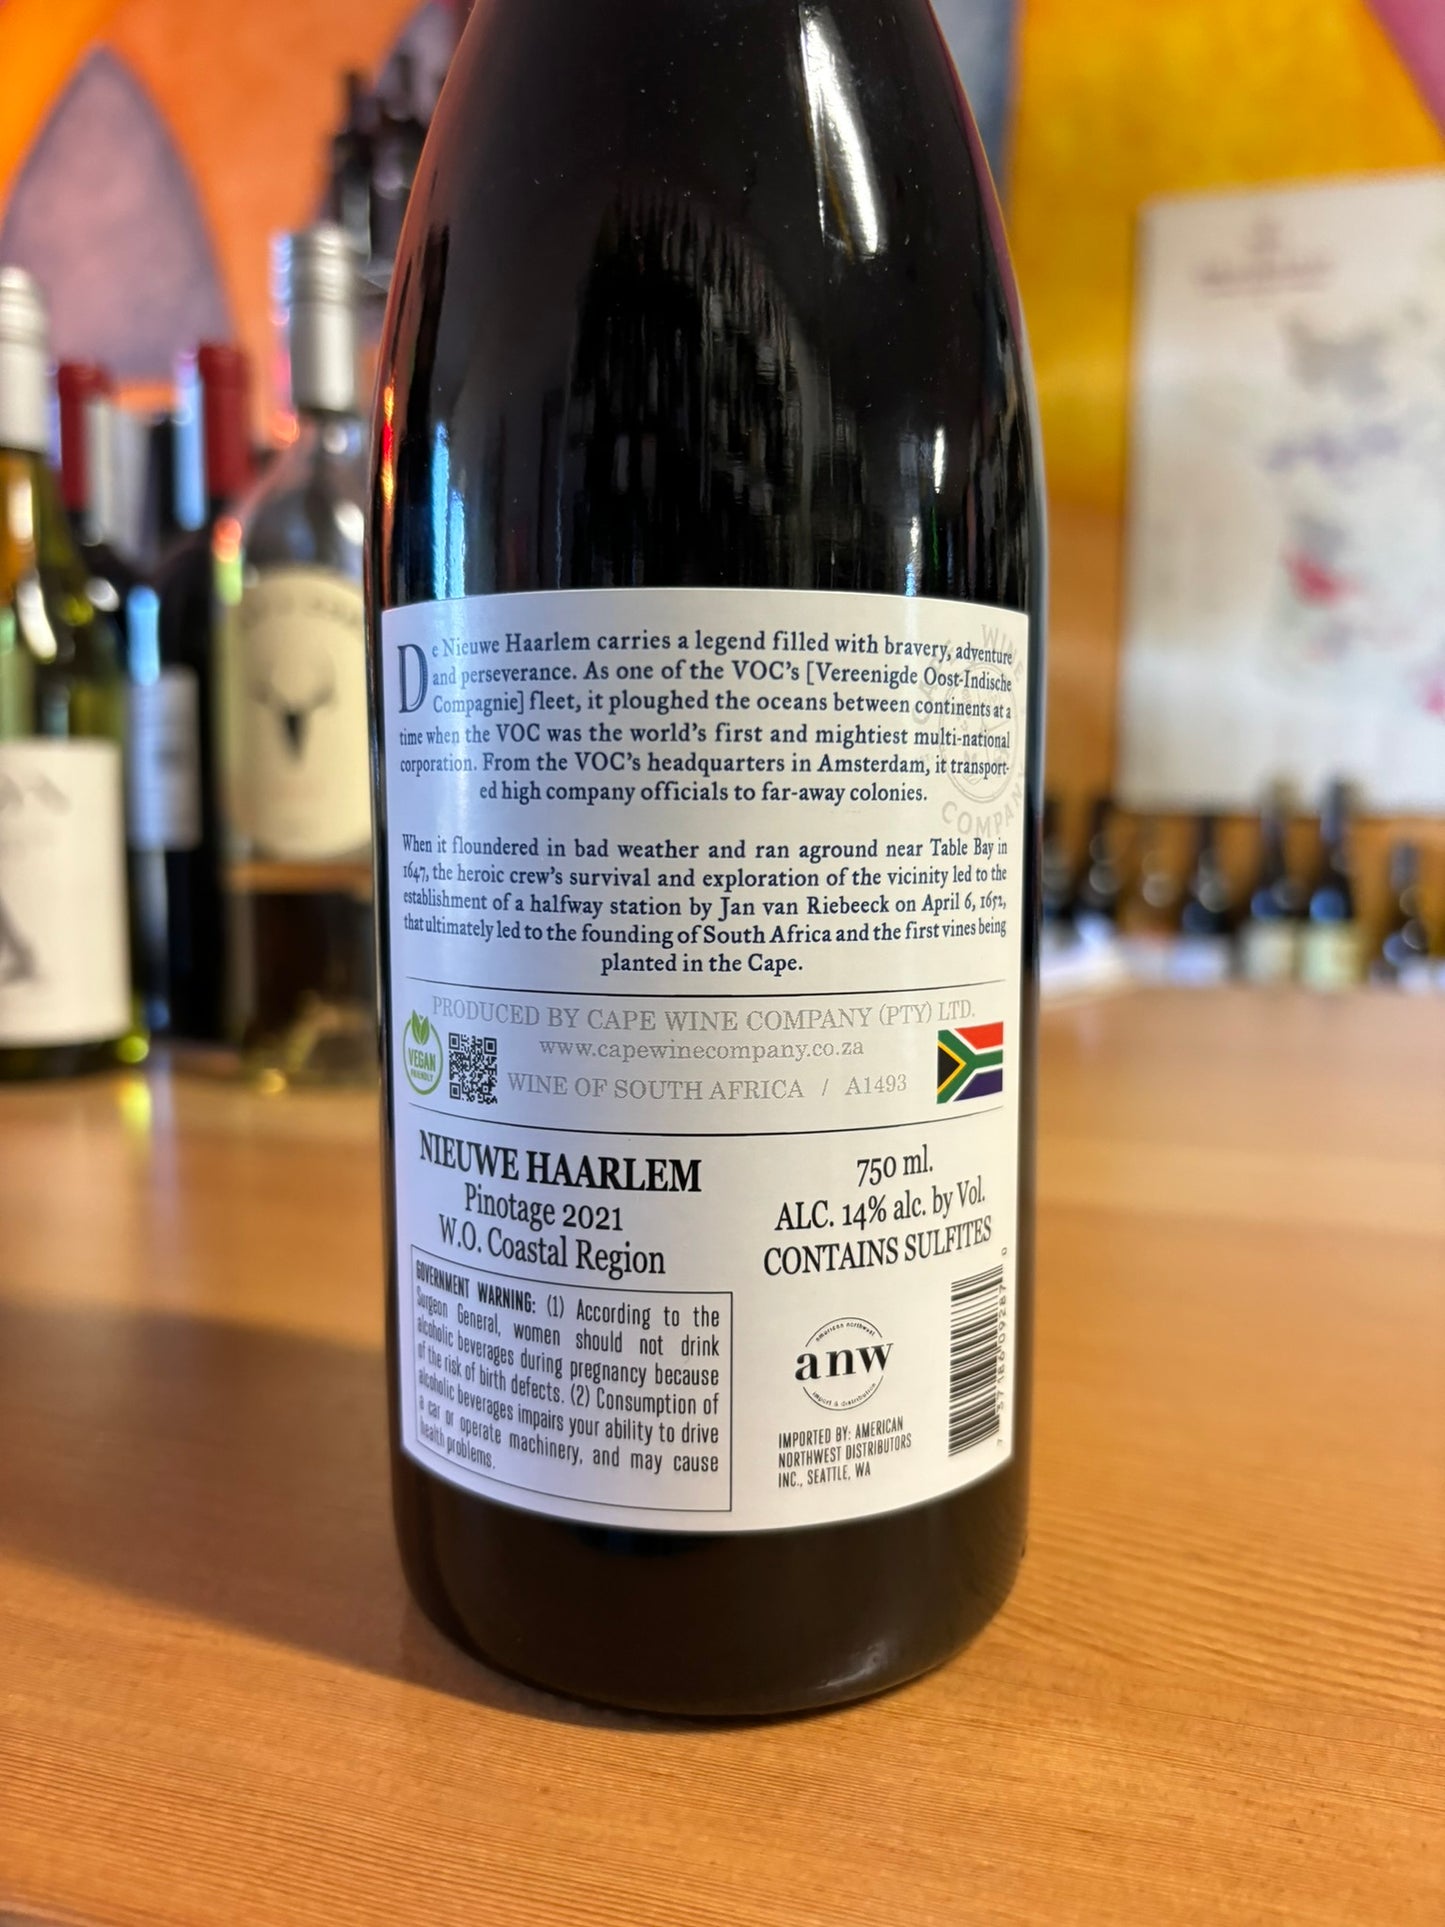 De Nieuwe Haarlem carries a legend filled with bravery, adventure
and perseverance. As one of the VOC's [Vereenigde Oost-Indische
Compagnie] fleet, it ploughed the oceans between continents at a
time when the VOC was the world's first and mightiest multi-national
corporation. From the VOC's headquarters in Amsterdam, it transport-
ed high company officials to far-away colonies.
When it floundered in bad weather and ran aground near Table Bay in
1647, the heroic crew's survival and exploration of the vicinity led to the
establishment of a halfway station by Jan van Riebeeck on April 6, 1652,
that ultimately led to the founding of South Africa and the first vines being
planted in the Cape.
WINE
COMPANY
PRODUCED BY CAPE WINE COMPANY (PTY) LTD.
www.capewinecompany.co.za
WINE OF SOUTH AFRICA / A1493
VEGAN
FRIENDLY
NIEUWE HAARLEM
Pinotage 2021
W.O. Coastal Region
750 ml.
ALC. 14% alc. by Vol.
CONTAINS SULFITES
GOVERNMENT WARNING: (1) According to the
Surgeon General, women should not drink
alcoholic beverages during pregnancy because
of the risk of birth defects. (2) Consumption of
alcoholic beverages impairs your ability to drive
a car or operate machinery, and may cause
health problems.
american northwest
anw
import & distribution
IMPORTED BY: AMERICAN
NORTHWEST DISTRIBUTORS
INC., SEATTLE, WA